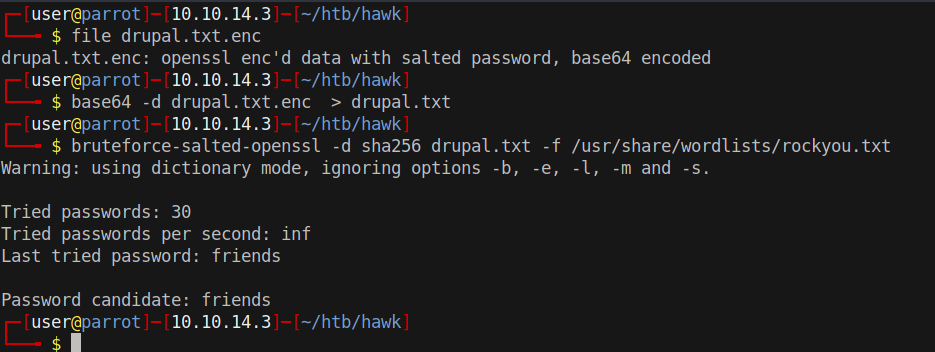 ┌─[user@parrot]─[10.10.14.3]─[~/htb/hawk]
└──╼ $ file drupal.txt.enc
drupal.txt.enc: openssl enc'd data with salted password, base64 encoded
┌─[user@parrot]─[10.10.14.3]─[~/htb/hawk]
└──╼ $ base64 -d drupal.txt.enc  > drupal.txt
┌─[user@parrot]─[10.10.14.3]─[~/htb/hawk]
└──╼ $ bruteforce-salted-openssl -d sha256 drupal.txt -f /usr/share/wordlists/rockyou.txt
Warning: using dictionary mode, ignoring options -b, -e, -l, -m and -s.

Tried passwords: 30
Tried passwords per second: inf
Last tried password: friends

Password candidate: friends
┌─[user@parrot]─[10.10.14.3]─[~/htb/hawk]
└──╼ $